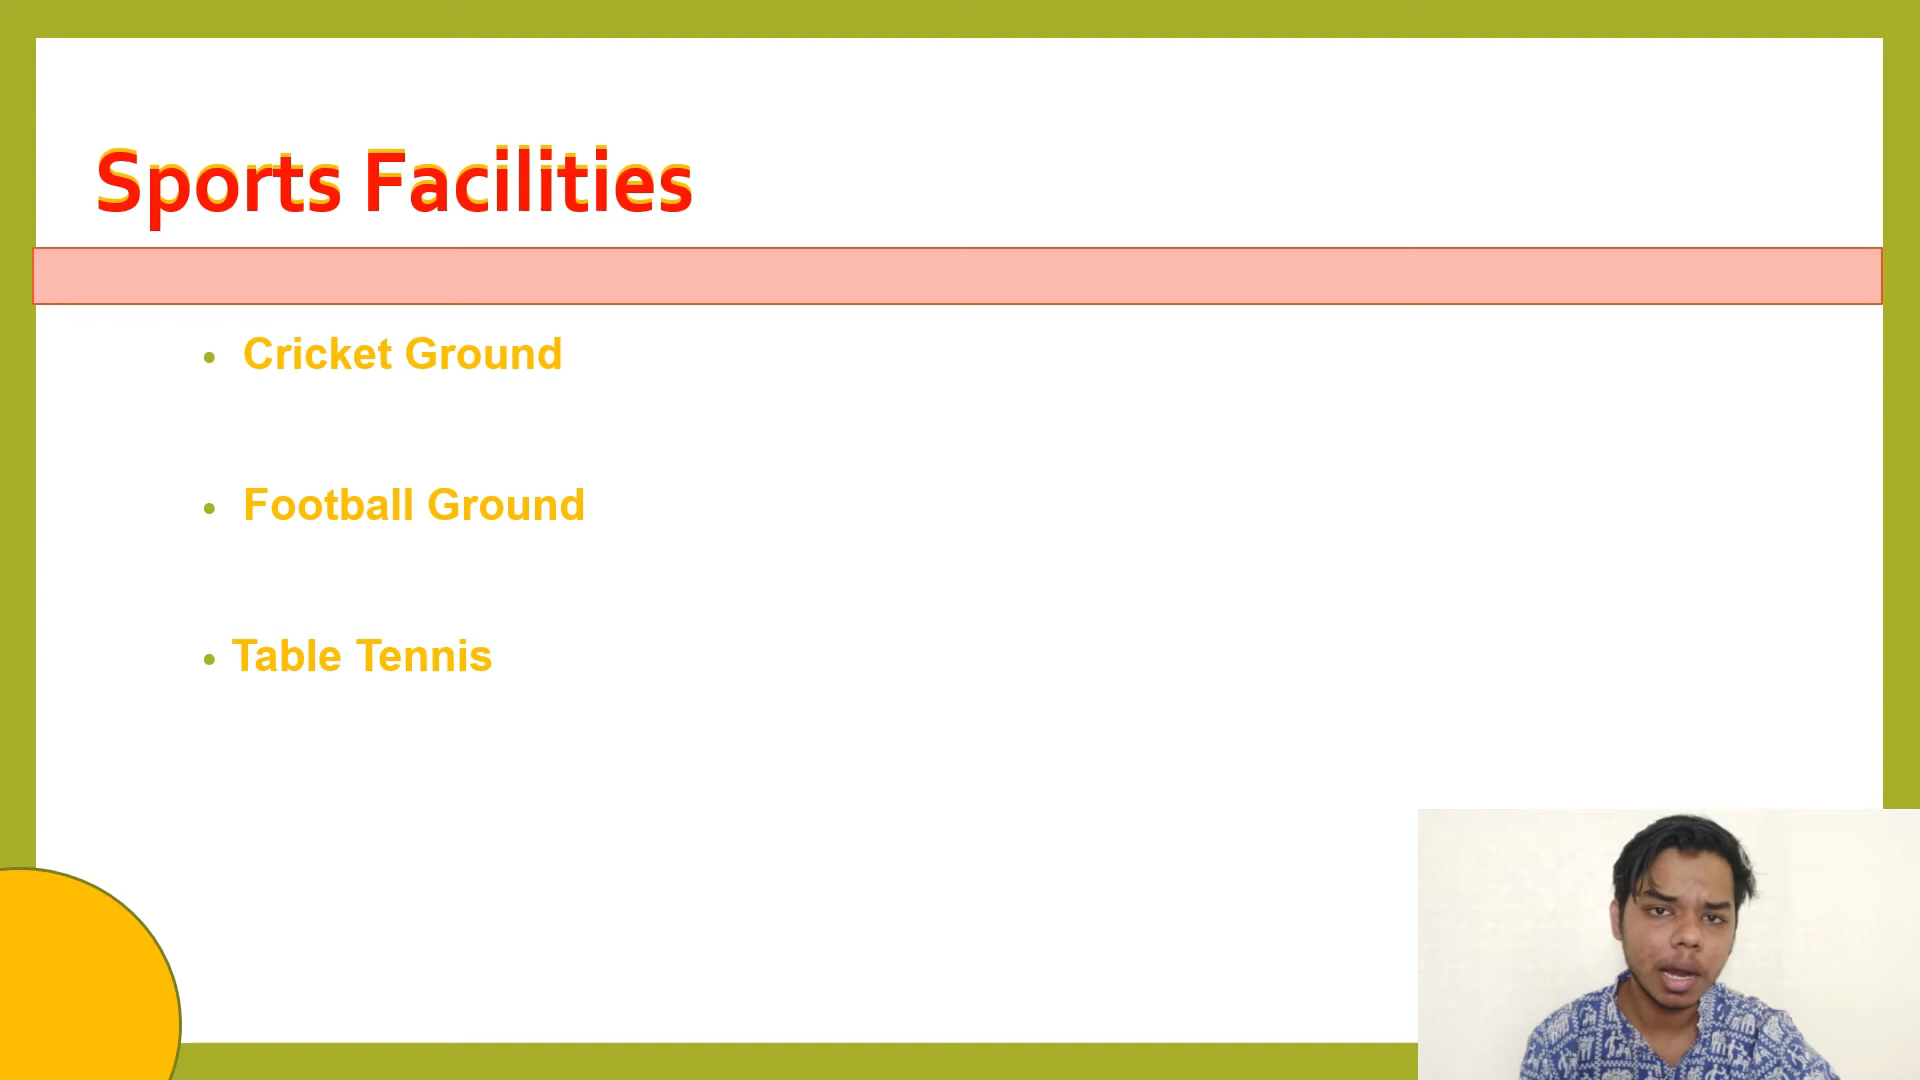 Sports Facilities
• Cricket Ground
• Football Ground
• Table Tennis